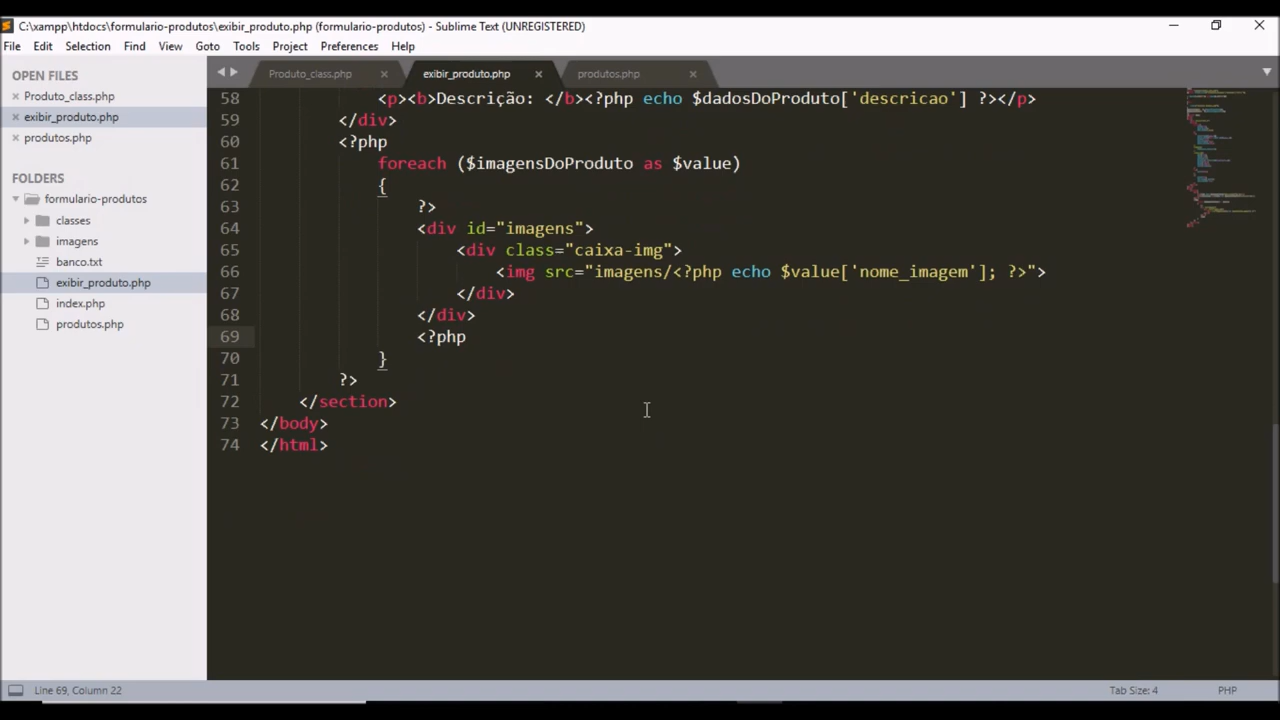 C:\xampp\htdocs\formulario-produtos\exibir_produto.php (formulario-produtos) - Sublime Text (UNREGISTERED)
File Edit Selection Find View Goto Tools Project Preferences Help
OPEN FILES
Produto_class.php
exibir_produto.php
produtos.php
FOLDERS
formulario-produtos
classes
imagens
banco.txt
exibir_produto.php
index.php
produtos.php
Produto_class.php exibir_produto.php produtos.php
58 <p><b>Descrição: </b><?php echo $dadosDoProduto['descricao'] ?></p>
59 </div>
60 <?php
61 foreach ($imagensDoProduto as $value)
62 {
63 ?>
64 <div id="imagens">
65 <div class="caixa-img">
66 <img src="imagens/<?php echo $value['nome_imagem']; ?>">
67 </div>
68 </div>
69 <?php
70 }
71 ?>
72 </section>
73 </body>
74 </html>
Line 69, Column 22 Tab Size: 4 PHP